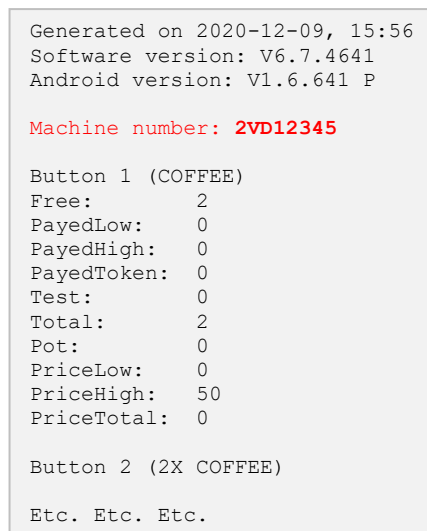 Generated on 2020-12-09, 15:56
Software version: V6.7.4641
Android version: V1.6.641 P
Machine number: 2VD12345
Button 1 (COFFEE)
Free: 2
PayedLow: 0
PayedHigh: 0
PayedToken: 0
Test: 0
Total: 2
Pot: 0
PriceLow: 0
PriceHigh: 50
PriceTotal: 0
Button 2 (2X COFFEE)
Etc. Etc. Etc.